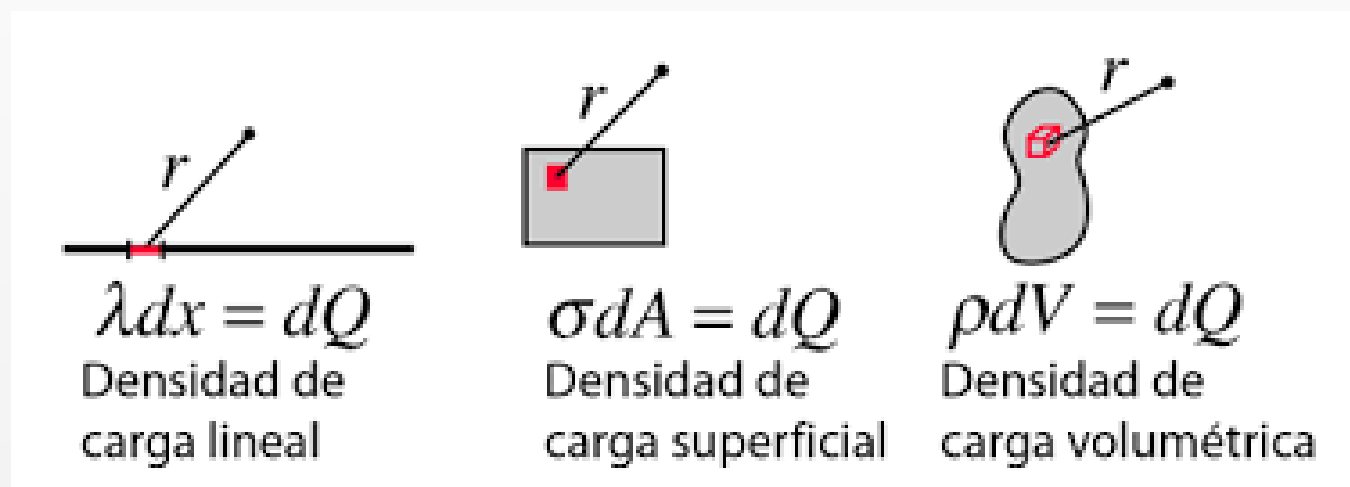 r
λdx = dQ
Densidad de
carga lineal
r
σdA = dQ
Densidad de
carga superficial
r
ρdV = dQ
Densidad de
carga volumétrica